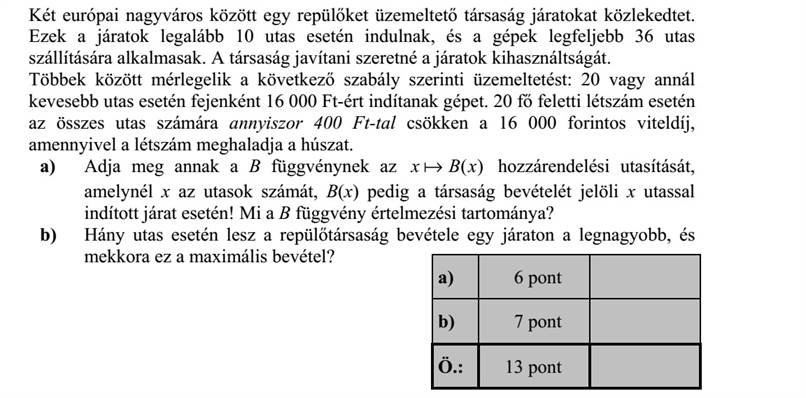 Két európai nagyváros között egy repülőket üzemeltető társaság járatokat közlekedtet.
Ezek a járatok legalább 10 utas esetén indulnak, és a gépek legfeljebb 36 utas
szállítására alkalmasak. A társaság javítani szeretné a járatok kihasználtságát.
Többek között mérlegelik a következő szabály szerinti üzemeltetést: 20 vagy annál
kevesebb utas esetén fejenként 16 000 Ft-ért indítanak gépet. 20 fő feletti létszám esetén
az összes utas számára annyiszor 400 Ft-tal csökken a 16 000 forintos viteldíj,
amennyivel a létszám meghaladja a húszat.
a) Adja meg annak a B függvénynek az x ↦ B(x) hozzárendelési utasítását,
amelynél x az utasok számát, B(x) pedig a társaság bevételét jelöli x utassal
indított járat esetén! Mi a B függvény értelmezési tartománya?
b) Hány utas esetén lesz a repülőtársaság bevétele egy járaton a legnagyobb, és
mekkora ez a maximális bevétel?
a) 6 pont
b) 7 pont
Ö.: 13 pont